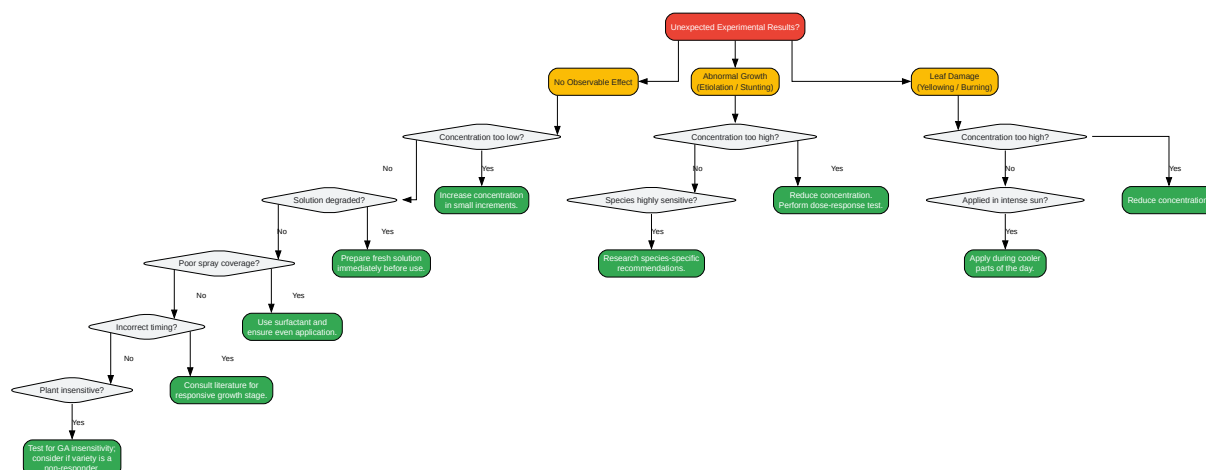 Unexpected Experimental Results?
No Observable Effect
Abnormal Growth
(Etiolation / Stunting)
Leaf Damage
(Yellowing / Burning)
Concentration too low?
Concentration too high?
Concentration too high?
No
Yes
No
Yes
No
Yes
Solution degraded?
Increase concentration
in small increments.
Species highly sensitive?
Reduce concentration.
Perform dose-response test.
Applied in intense sun?
Reduce concentration
No
Yes
Yes
Yes
Poor spray coverage?
Prepare fresh solution
immediately before use.
Research species-specific
recommendations.
Apply during cooler
parts of the day.
No
Yes
Incorrect timing?
Use surfactant and
ensure even application.
No
Yes
Plant insensitive?
Consult literature for
responsive growth stage.
Yes
Test for GA insensitivity;
consider if variety is a
non-responder